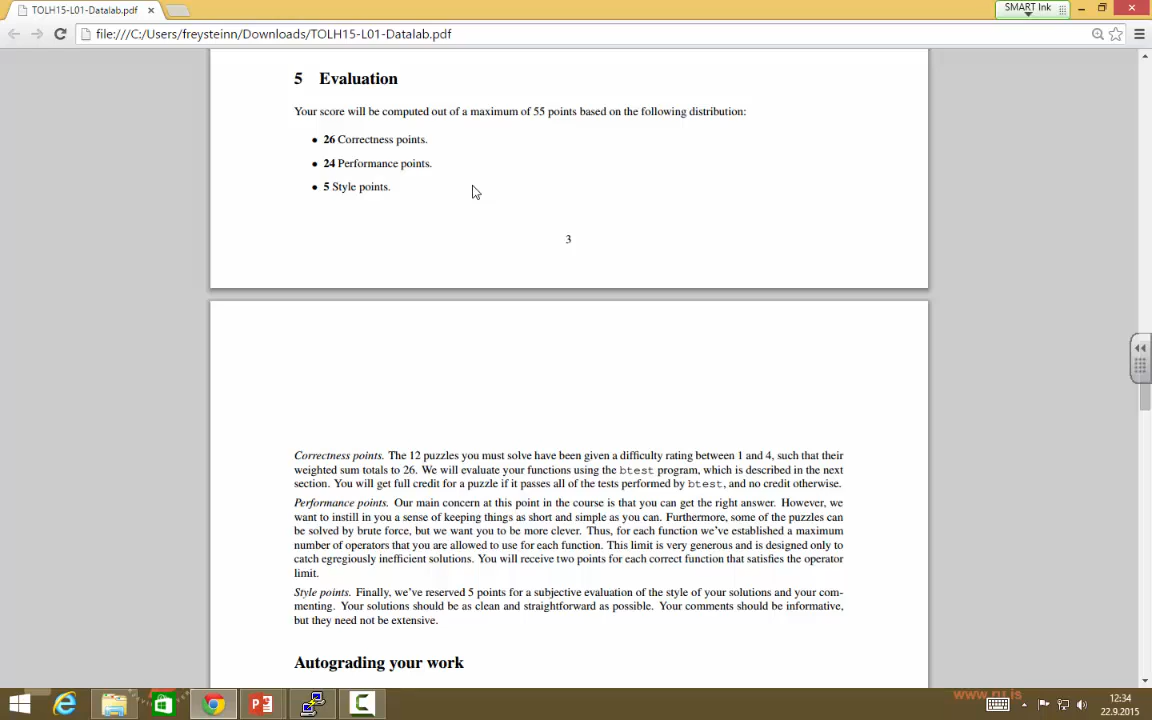 TOLH15-L01-Datalab.pdf
SMART Ink
file:///C:/Users/freysteinn/Downloads/TOLH15-L01-Datalab.pdf
5 Evaluation
Your score will be computed out of a maximum of 55 points based on the following distribution:
• 26 Correctness points.
• 24 Performance points.
• 5 Style points.
3
Correctness points. The 12 puzzles you must solve have been given a difficulty rating between 1 and 4, such that their
weighted sum totals to 26. We will evaluate your functions using the btest program, which is described in the next
section. You will get full credit for a puzzle if it passes all of the tests performed by btest, and no credit otherwise.
Performance points. Our main concern at this point in the course is that you can get the right answer. However, we
want to instill in you a sense of keeping things as short and simple as you can. Furthermore, some of the puzzles can
be solved by brute force, but we want you to be more clever. Thus, for each function we've established a maximum
number of operators that you are allowed to use for each function. This limit is very generous and is designed only to
catch egregiously inefficient solutions. You will receive two points for each correct function that satisfies the operator
limit.
Style points. Finally, we've reserved 5 points for a subjective evaluation of the style of your solutions and your com-
menting. Your solutions should be as clean and straightforward as possible. Your comments should be informative,
but they need not be extensive.
Autograding your work
12:34
22.9.2015